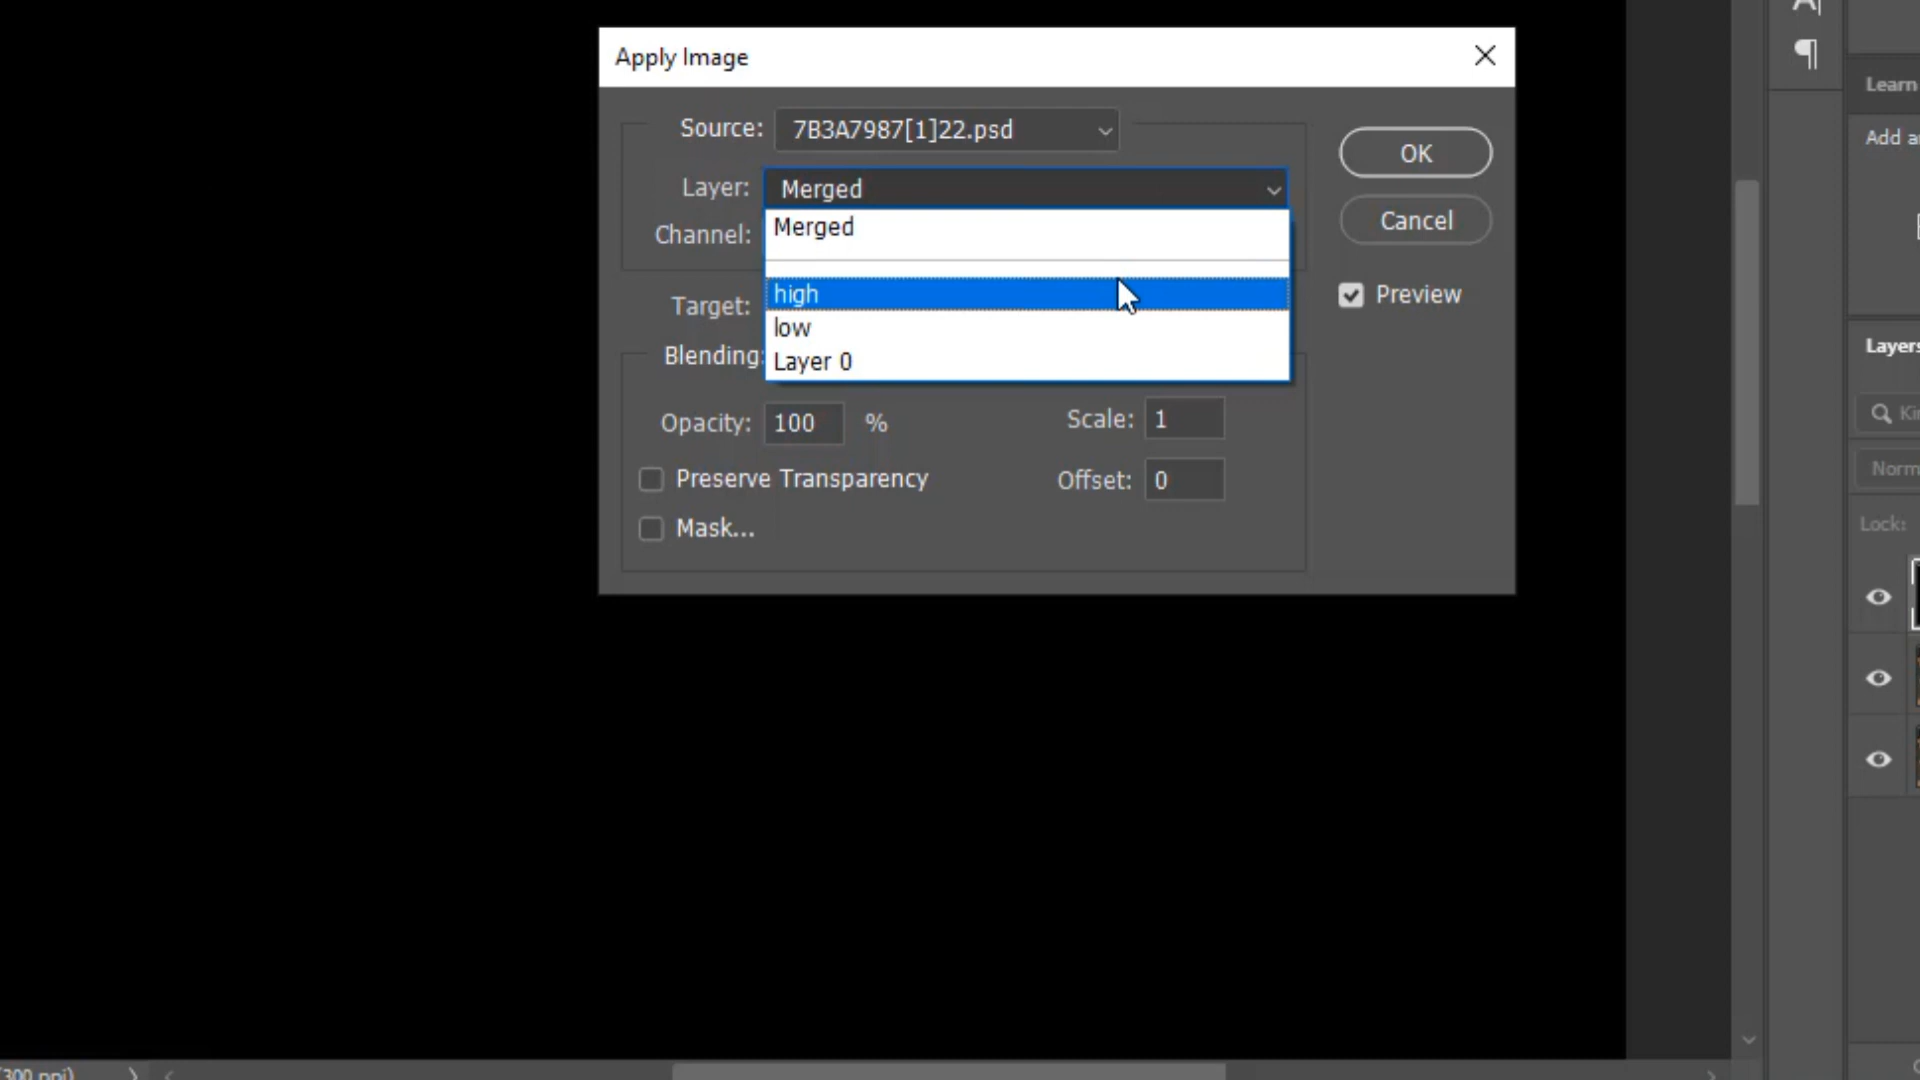 Apply Image
Source: 7B3A7987[1]22.psd
OK
Layer: Merged
Cancel
Channel:
Merged
high
low
Layer 0
Preview
Target:
Blending:
Opacity: 100 %
Scale: 1
Preserve Transparency
Offset: 0
Mask...
Learn
Add
Layers
Lock: